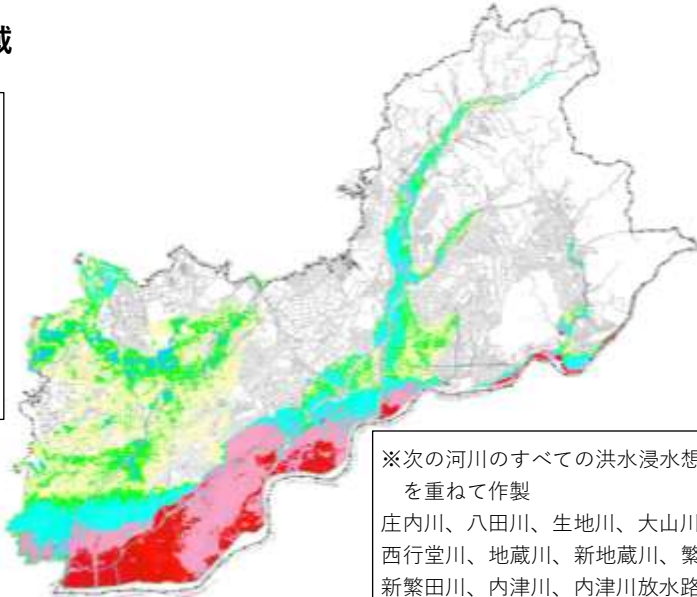 域
※次の河川のすべての洪水浸水想
を重ねて作製
庄内川、八田川、生地川、大山川
西行堂川、地蔵川、新地蔵川、繁
新繁田川、内津川、内津川放水路